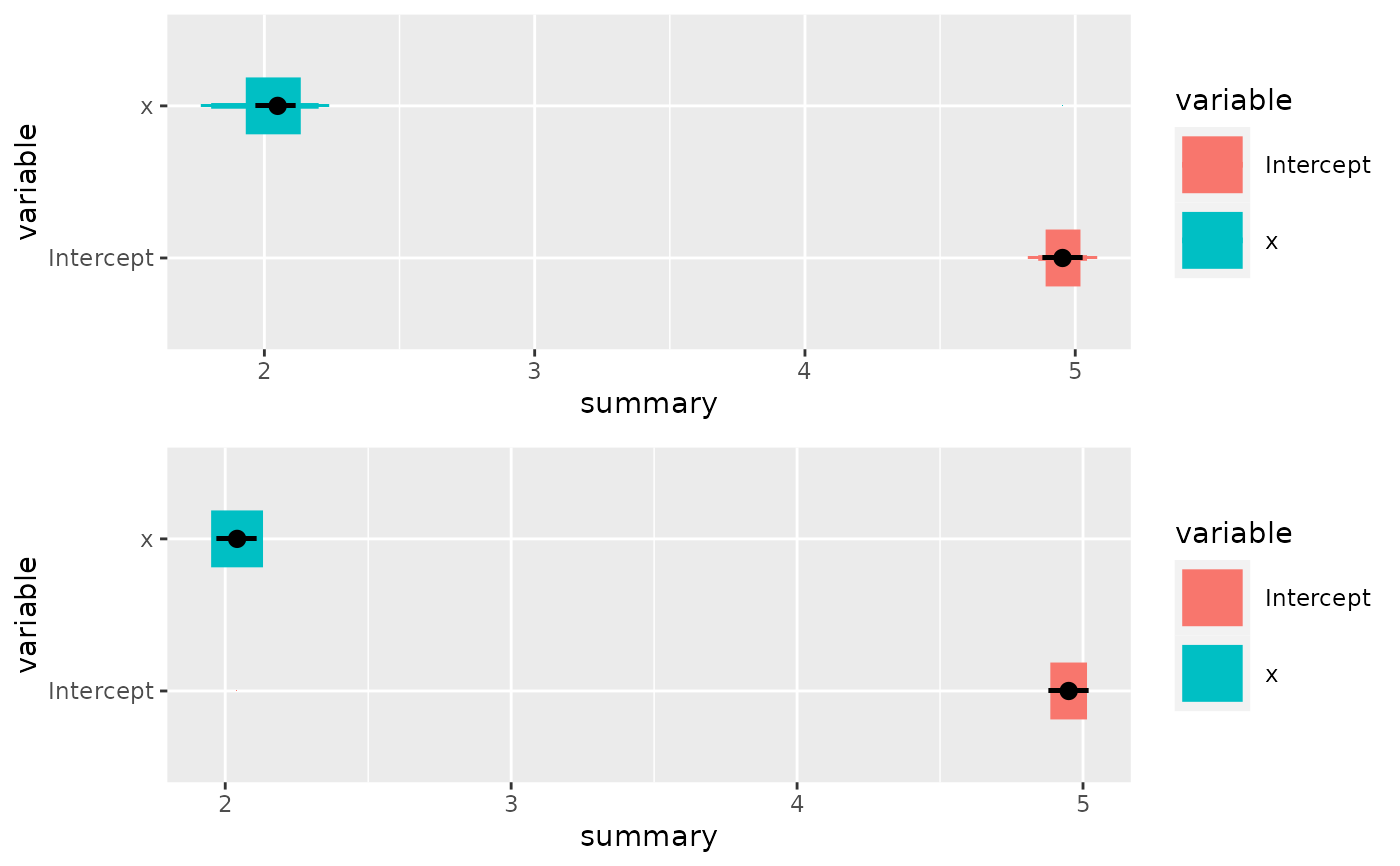 variable
x
Intercept
2 3 4 5
summary
variable
Intercept
x
variable
x
Intercept
2 3 4 5
summary
variable
Intercept
x